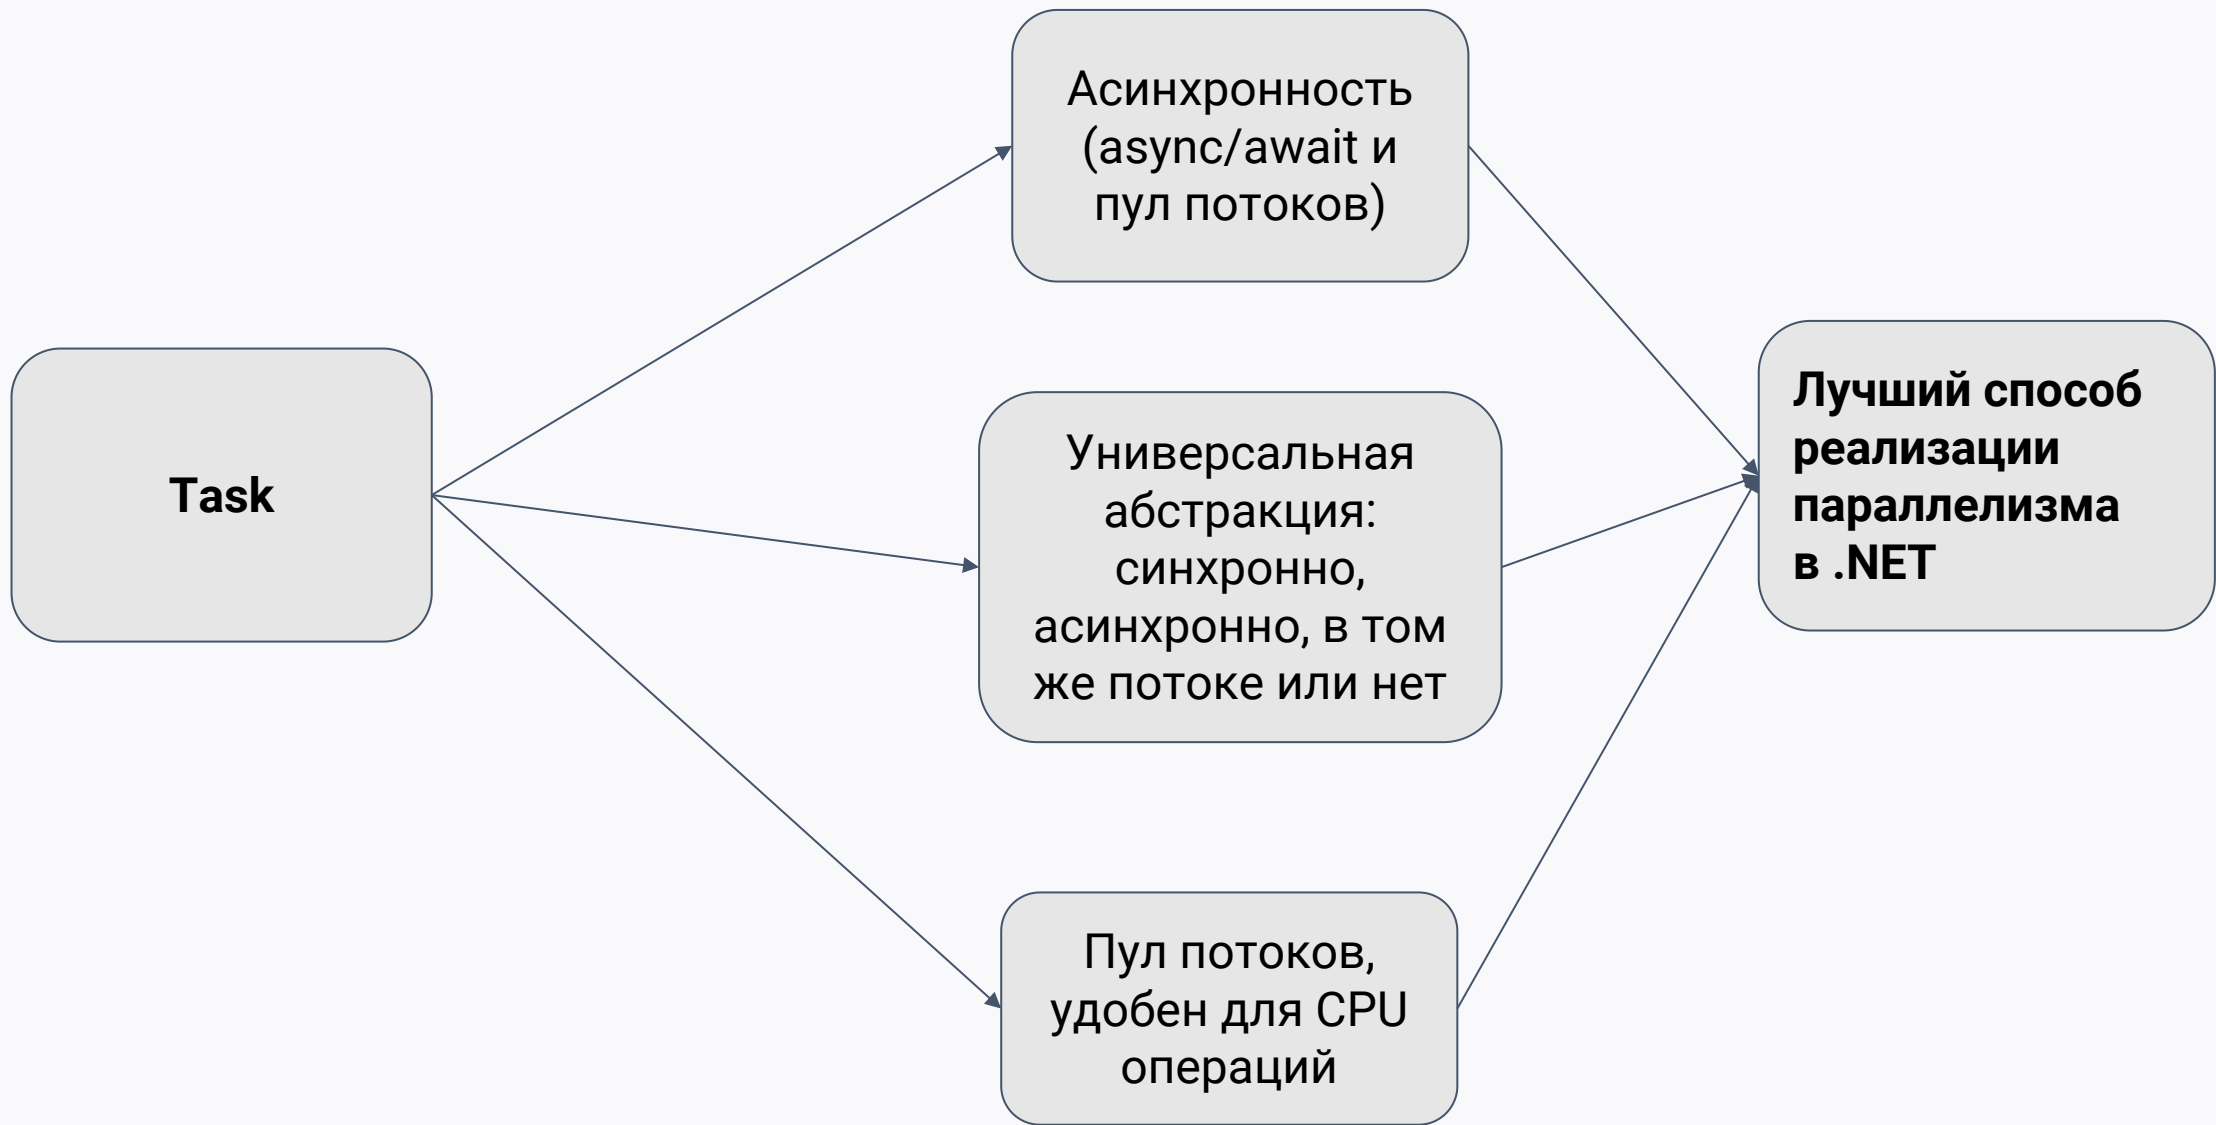 Task
Асинхронность
(async/await и
пул потоков)
Универсальная
абстракция:
синхронно,
асинхронно, в том
же потоке или нет
Пул потоков,
удобен для CPU
операций
Лучший способ
реализации
параллелизма
в .NET